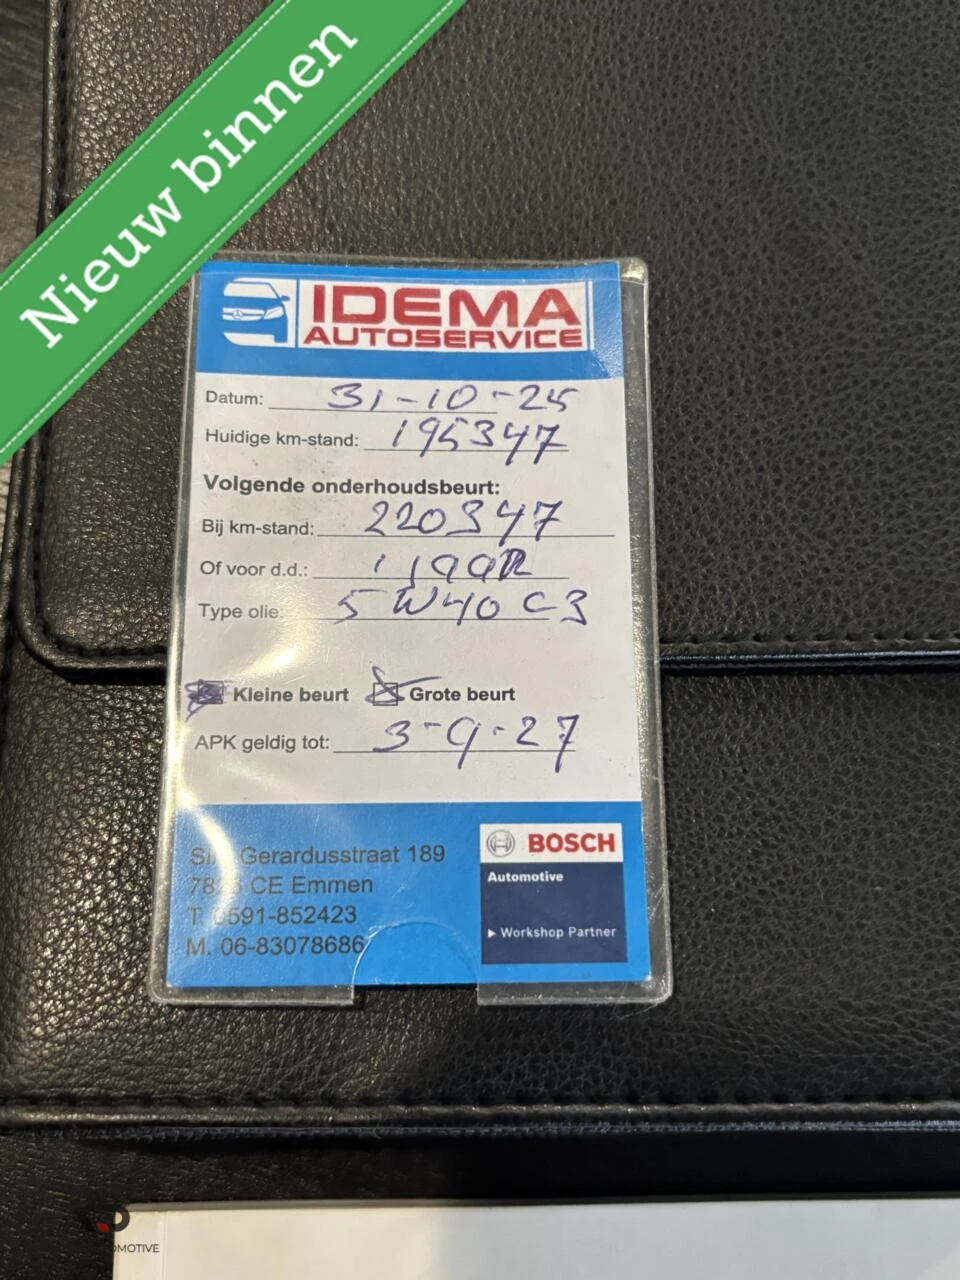 Nieuw binnen
IDEMA
AUTOSERVICE
Datum: 31-10-25
Huidige km-stand: 195347
Volgende onderhoudsbeurt:
Bij km-stand: 220347
Of voor d.d.: 1 jaar
Type olie: 5W40 C3
Kleine beurt Grote beurt
APK geldig tot: 3-9-27
Gerardusstraat 189
CE Emmen
T. 0591-852423
M. 06-83078686
BOSCH
Automotive
Workshop Partner